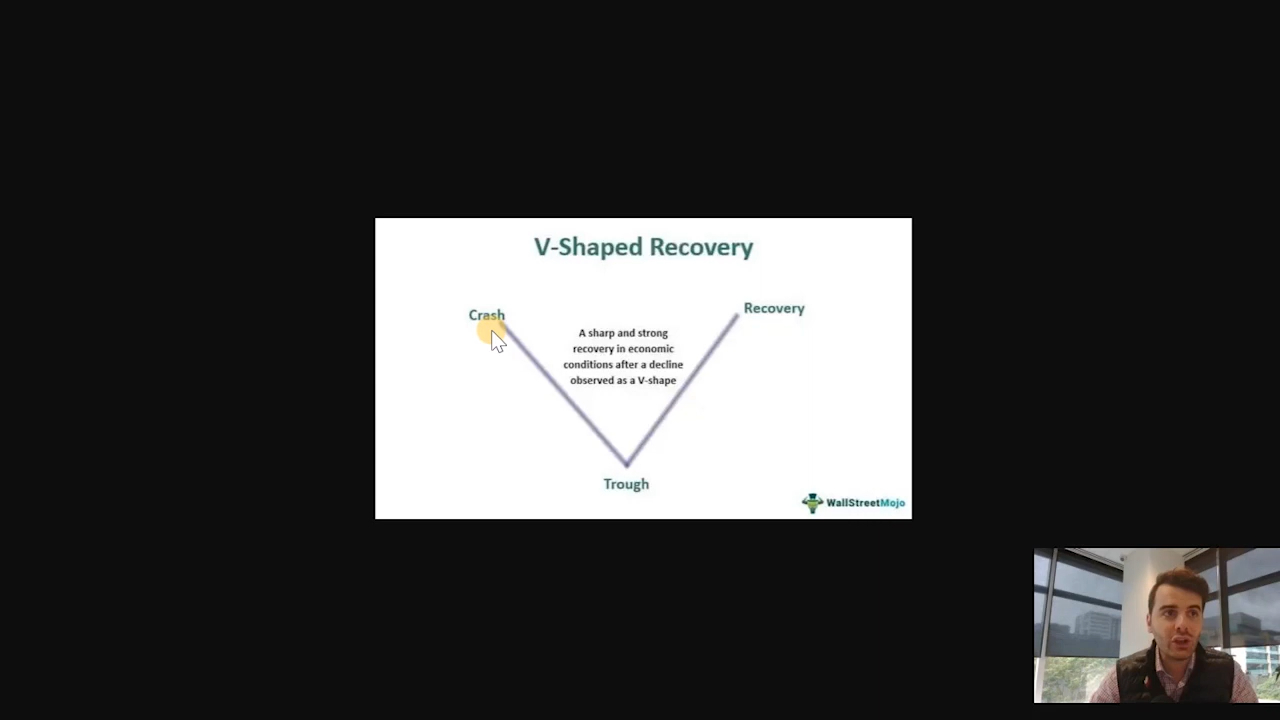 V-Shaped Recovery
Crash
Recovery
A sharp and strong
recovery in economic
conditions after a decline
observed as a V-shape
Trough
WallStreetMojo